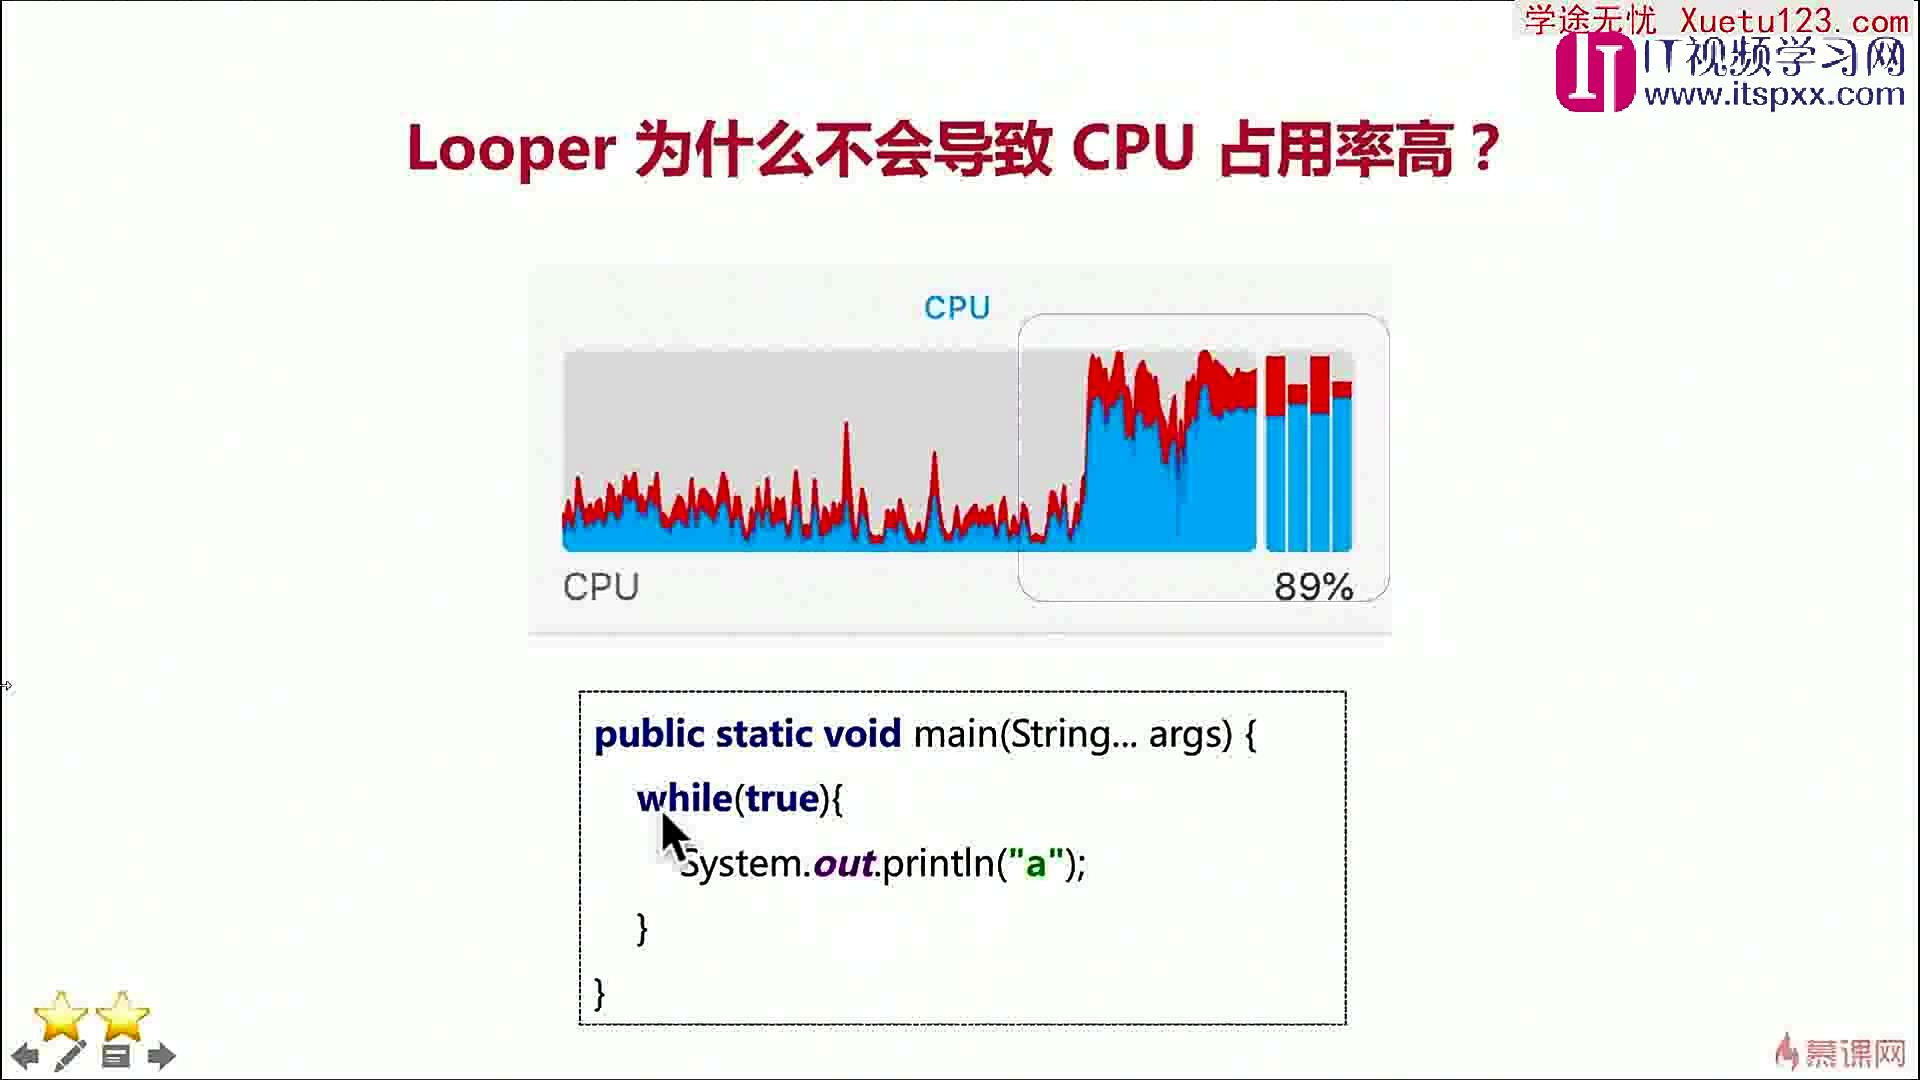 学途无忧 Xuetu123.com
IT视频学习网
www.itspxx.com
Looper 为什么不会导致 CPU 占用率高？
CPU
CPU
89%
public static void main(String... args) {
while(true){
System.out.println("a");
}
}
慕课网